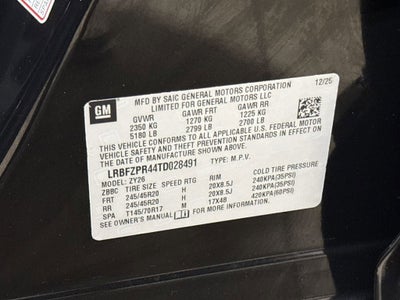 GM
MFD BY SAIC GENERAL MOTORS CORPORATION
LIMITED FOR GENERAL MOTORS LLC
12/25
GVWR GAWR FRT GAWR RR
2350 KG 1270 KG 1225 KG
5180 LB 2799 LB 2700 LB
THIS VEHICLE CONFORMS TO ALL APPLICABLE U.S. FEDERAL MOTOR
VEHICLE SAFETY, BUMPER, AND THEFT PREVENTION STANDARDS IN EFFECT ON
THE DATE OF MANUFACTURE SHOWN ABOVE.
LRBFZPR44TD028491 TYPE: M.P.V.
MODEL: ZY26
ZBBC TIRE SIZE SPEED RTG RIM COLD TIRE PRESSURE
FRT 245/45R20 H 20X8.5J 240KPA(35PSI)
RR 245/45R20 H 20X8.5J 240KPA(35PSI)
SPA T145/70R17 M 17X4B 420KPA(60PSI)
SEE OWNER'S MANUAL FOR MORE INFORMATION